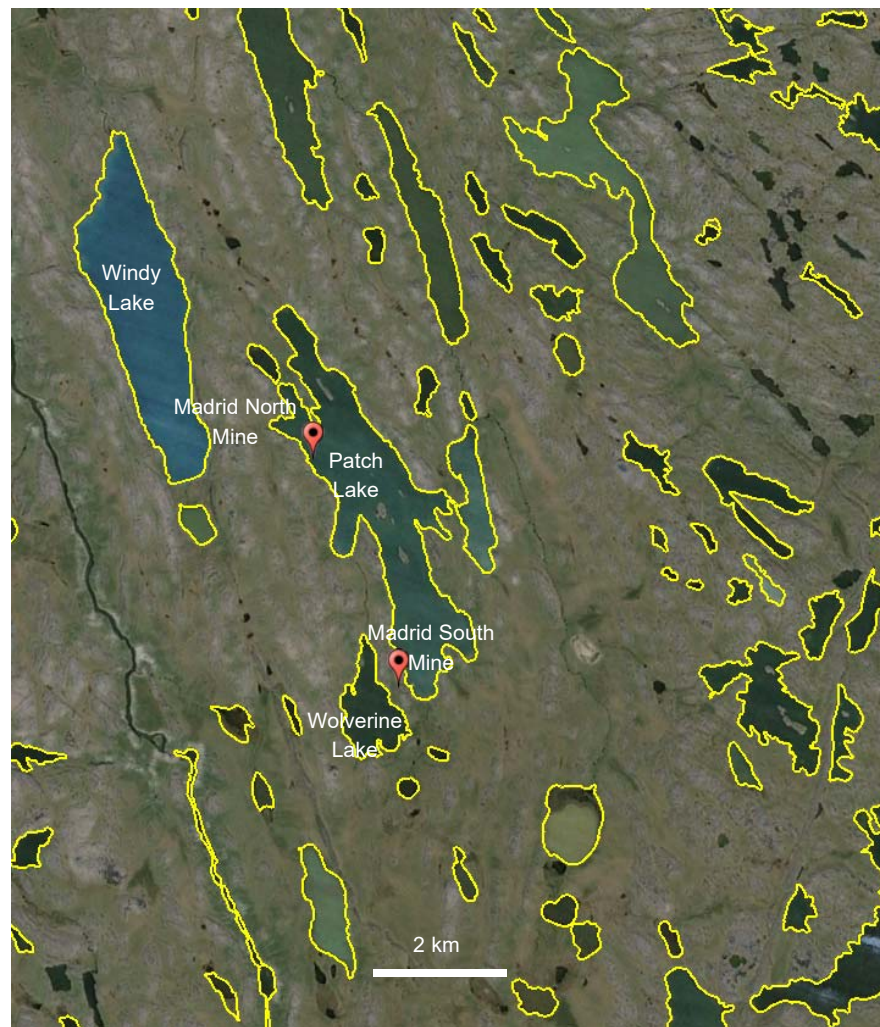 Windy
Lake
Madrid North
Mine
Patch
Lake
Madrid South
Mine
Wolverine
Lake
2 km